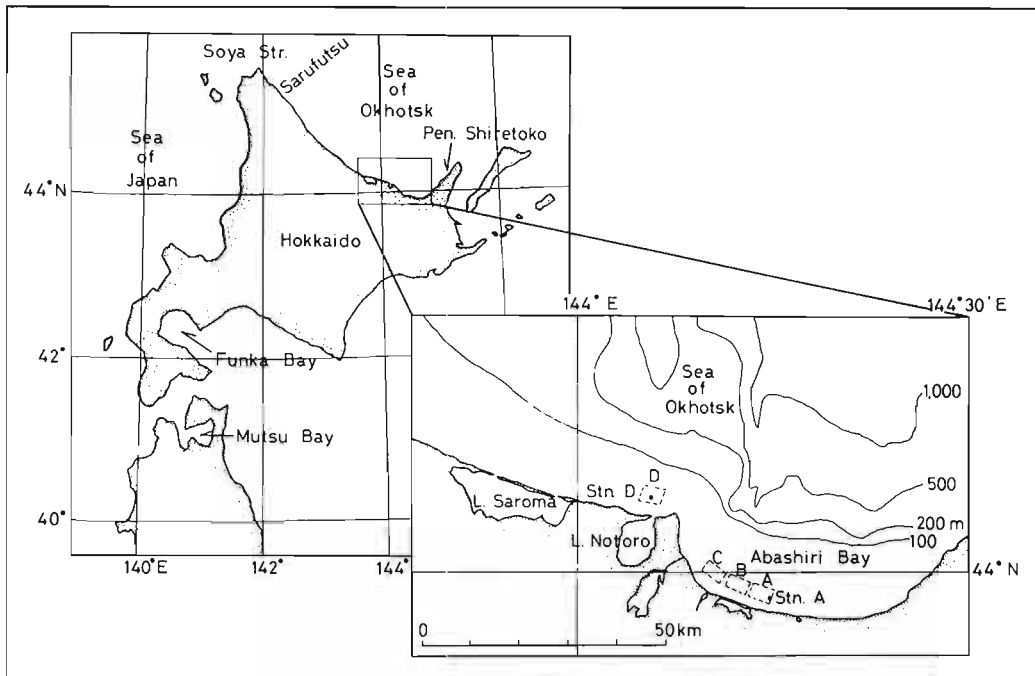 Soya Str.
Sarufutsu
Sea
of
Okhotsk
Pen. Shiretoko
Sea
of
Japan
44°N
Hokkaido
42°
Funka Bay
Mutsu Bay
40°
140°E
142°
144°
144° E
144°30'E
Sea
of
Okhotsk
1,000
500
200 m
100
D
Stn. D
L. Saroma
L. Notoro
Abashiri Bay
C
B
A
Stn. A
44°N
0
50km